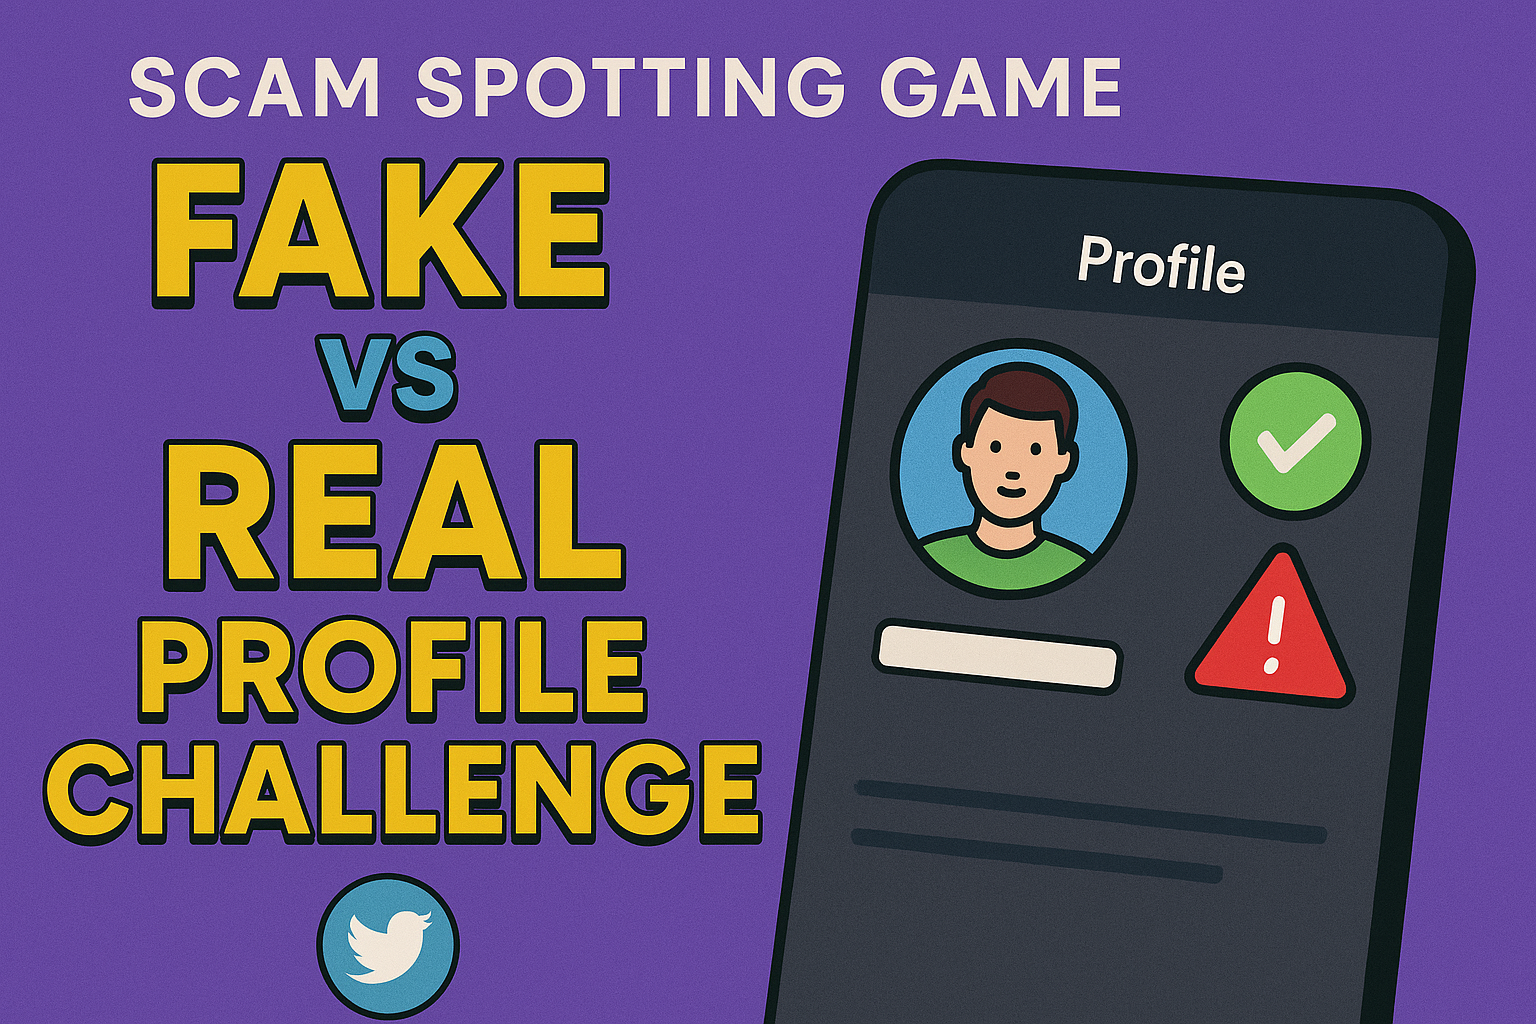 SCAM SPOTTING GAME
FAKE
VS
REAL
PROFILE
CHALLENGE
Profile